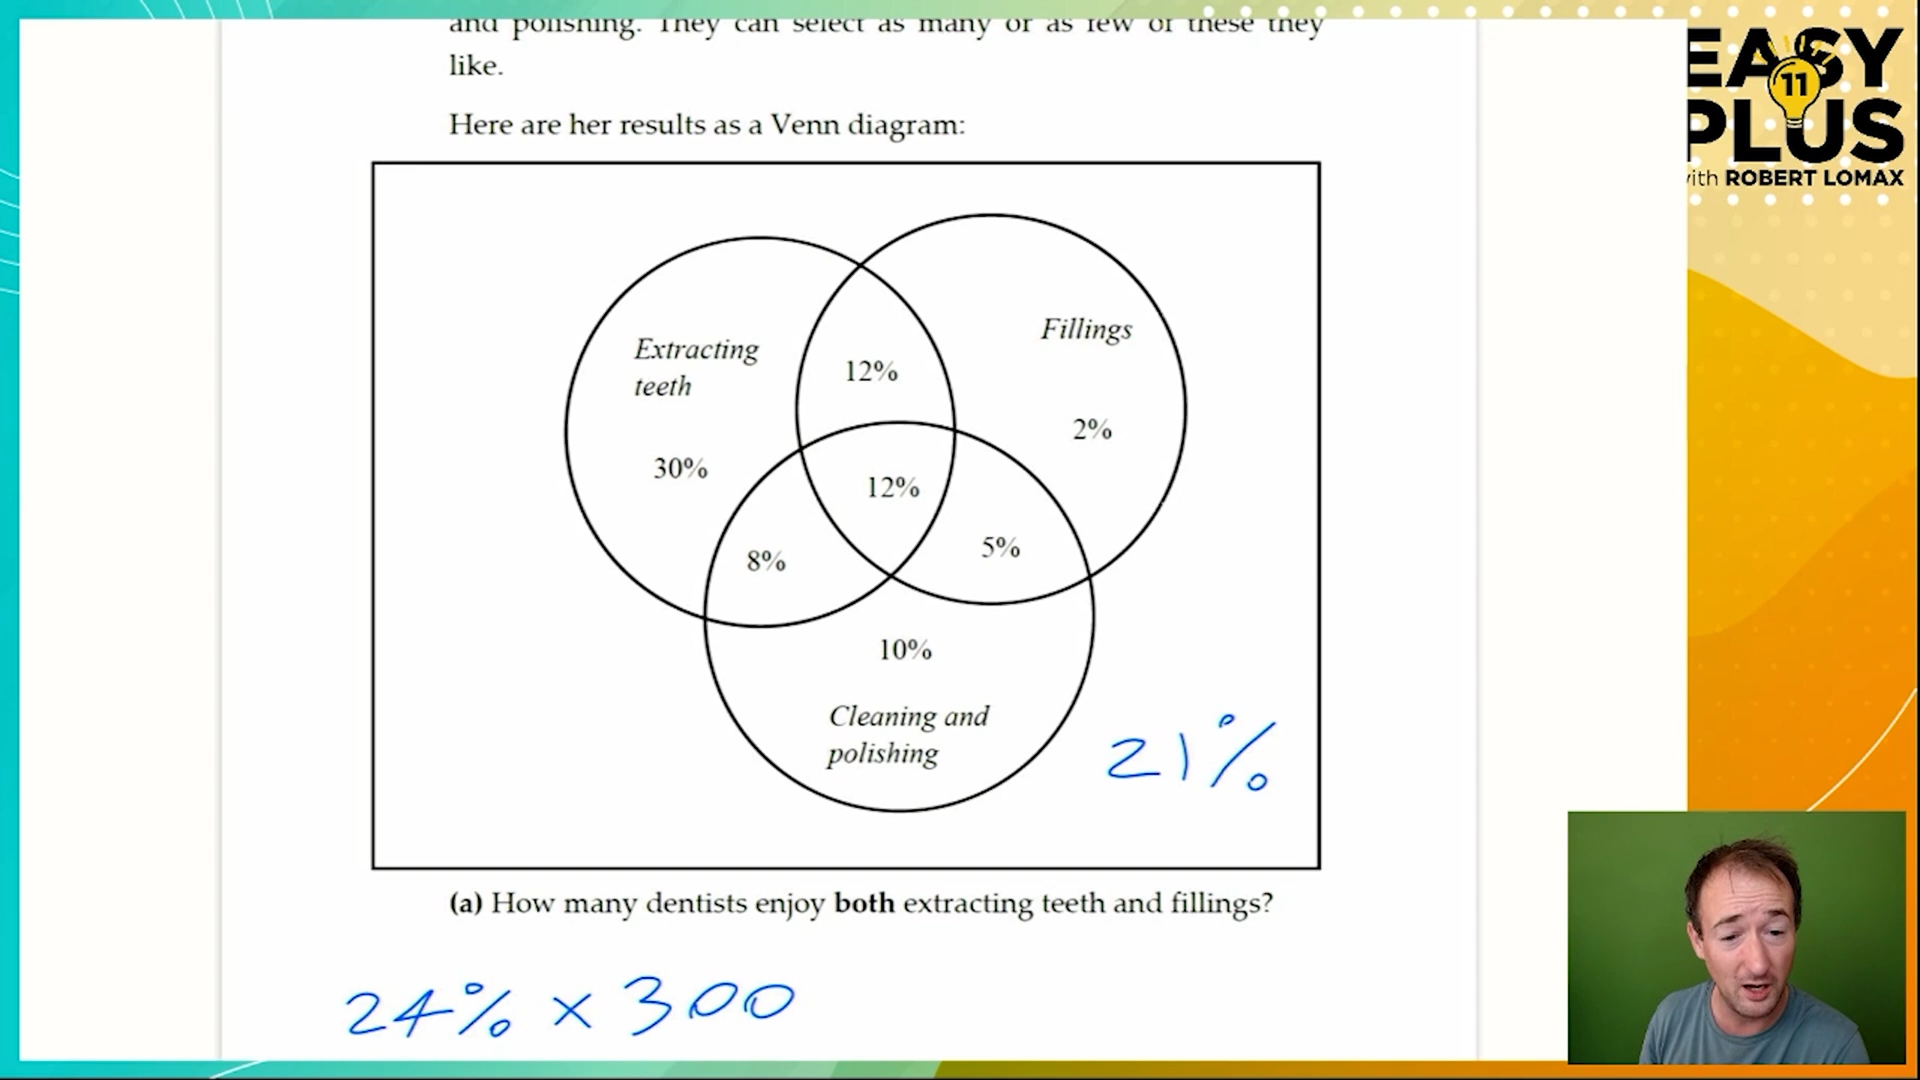 and polishing. They can select as many or as few of these they
like.
Here are her results as a Venn diagram:
Extracting
teeth
30%
12%
Fillings
2%
12%
8%
5%
10%
Cleaning and
polishing
21%
(a) How many dentists enjoy both extracting teeth and fillings?
24% × 300
EASY
11
PLUS
with ROBERT LOMAX